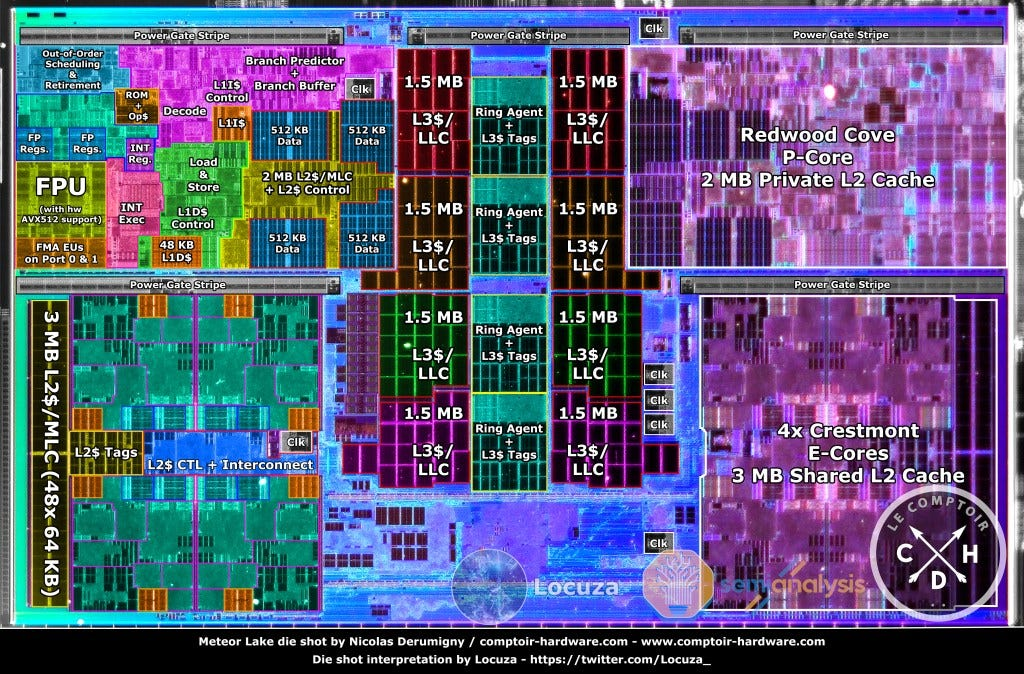 Power Gate Stripe
Power Gate Stripe
Clk
Power Gate Stripe
Out-of-Order
Scheduling
&
Retirement
ROM
+
Op$
Decode
L1I$
Control
L1I$
Branch Predictor
+
Branch Buffer
Clk
FP
Regs.
FP
Regs.
INT
Reg.
Load
&
Store
512 KB
Data
512 KB
Data
2 MB L2$/MLC
+ L2$ Control
FPU
(with hw
AVX512 support)
INT
Exec
L1D$
Control
FMA EUs
on Port 0 & 1
48 KB
L1D$
512 KB
Data
512 KB
Data
1.5 MB
L3$/
LLC
Ring Agent
+
L3$ Tags
1.5 MB
L3$/
LLC
1.5 MB
L3$/
LLC
Ring Agent
+
L3$ Tags
1.5 MB
L3$/
LLC
Redwood Cove
P-Core
2 MB Private L2 Cache
Power Gate Stripe
Power Gate Stripe
3 MB L2$/MLC (48x 64 KB)
L2$ Tags
Clk
L2$ CTL + Interconnect
1.5 MB
L3$/
LLC
Ring Agent
+
L3$ Tags
1.5 MB
L3$/
LLC
1.5 MB
L3$/
LLC
Ring Agent
+
L3$ Tags
1.5 MB
L3$/
LLC
Clk
Clk
Clk
Clk
4x Crestmont
E-Cores
3 MB Shared L2 Cache
Locuza
semianalysis
LE COMPTOIR
C H
D
Meteor Lake die shot by Nicolas Derumigny / comptoir-hardware.com - www.comptoir-hardware.com
Die shot interpretation by Locuza - https://twitter.com/Locuza_